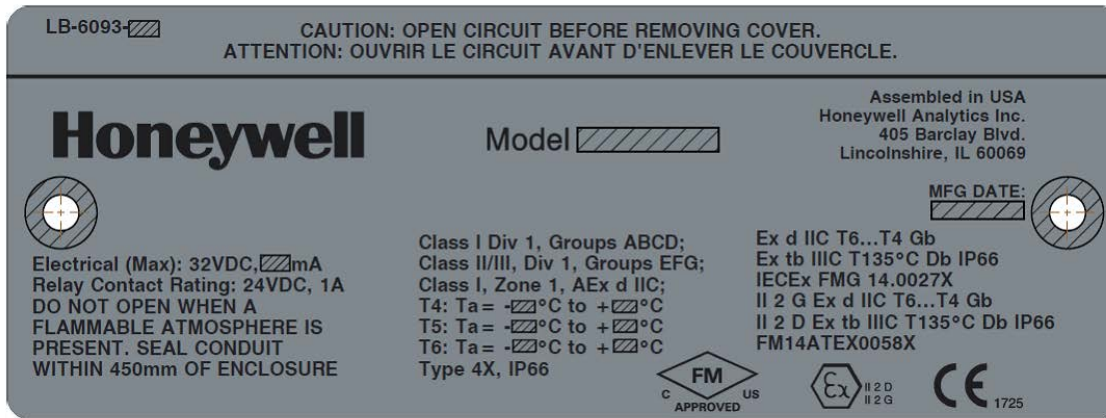 LB-6093-
CAUTION: OPEN CIRCUIT BEFORE REMOVING COVER.
ATTENTION: OUVRIR LE CIRCUIT AVANT D'ENLEVER LE COUVERCLE.
Honeywell
Model
Assembled in USA
Honeywell Analytics Inc.
405 Barclay Blvd.
Lincolnshire, IL 60069
MFG DATE:
Electrical (Max): 32VDC, mA
Relay Contact Rating: 24VDC, 1A
DO NOT OPEN WHEN A
FLAMMABLE ATMOSPHERE IS
PRESENT. SEAL CONDUIT
WITHIN 450mm OF ENCLOSURE
Class I Div 1, Groups ABCD;
Class II/III, Div 1, Groups EFG;
Class I, Zone 1, AEx d IIC;
T4: Ta= - °C to + °C
T5: Ta= - °C to + °C
T6: Ta= - °C to + °C
Type 4X, IP66
Ex d IIC T6...T4 Gb
Ex tb IIIC T135°C Db IP66
IECEx FMG 14.0027X
II 2 G Ex d IIC T6...T4 Gb
II 2 D Ex tb IIIC T135°C Db IP66
FM14ATEX0058X
FM
C US
APPROVED
Ex
II 2 D
II 2 G
CE
1725